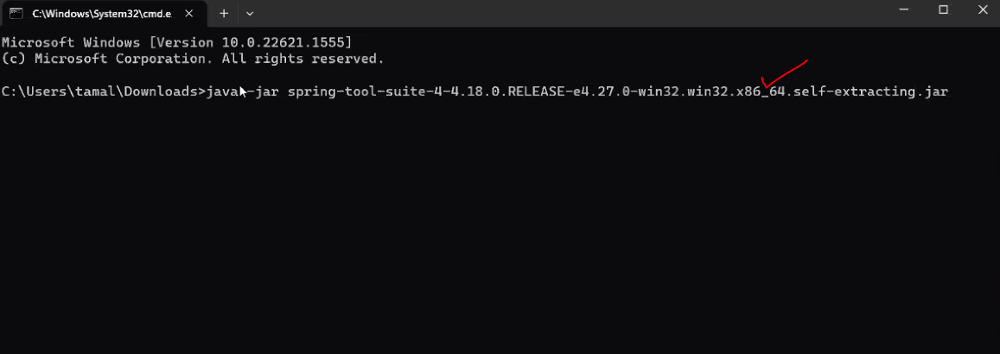 C:\Windows\System32\cmd.e
Microsoft Windows [Version 10.0.22621.1555]
(c) Microsoft Corporation. All rights reserved.
C:\Users\tamal\Downloads>java -jar spring-tool-suite-4-4.18.0.RELEASE-e4.27.0-win32.win32.x86_64.self-extracting.jar